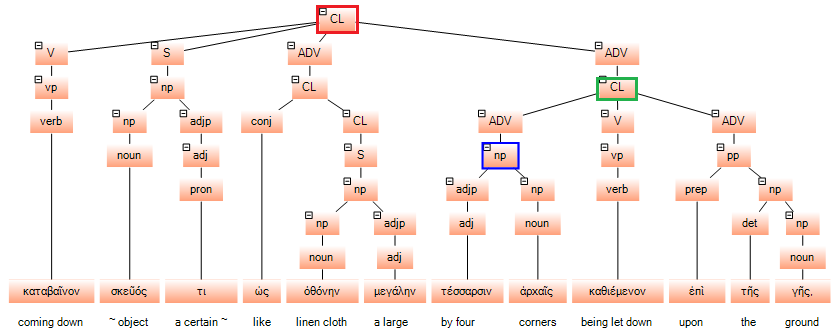 CL
V S ADV ADV
vp np CL CL
verb np adjp conj CL ADV V ADV
noun adj S np vp pp
pron np adjp np verb prep np
np adjp adj noun det np
noun adj noun
καταβαῖνον σκεῦός τι ὡς ὀθόνην μεγάλην τέσσαρσιν ἀρχαῖς καθιέμενον ἐπὶ τῆς γῆς,
coming down ~ object a certain ~ like linen cloth a large by four corners being let down upon the ground